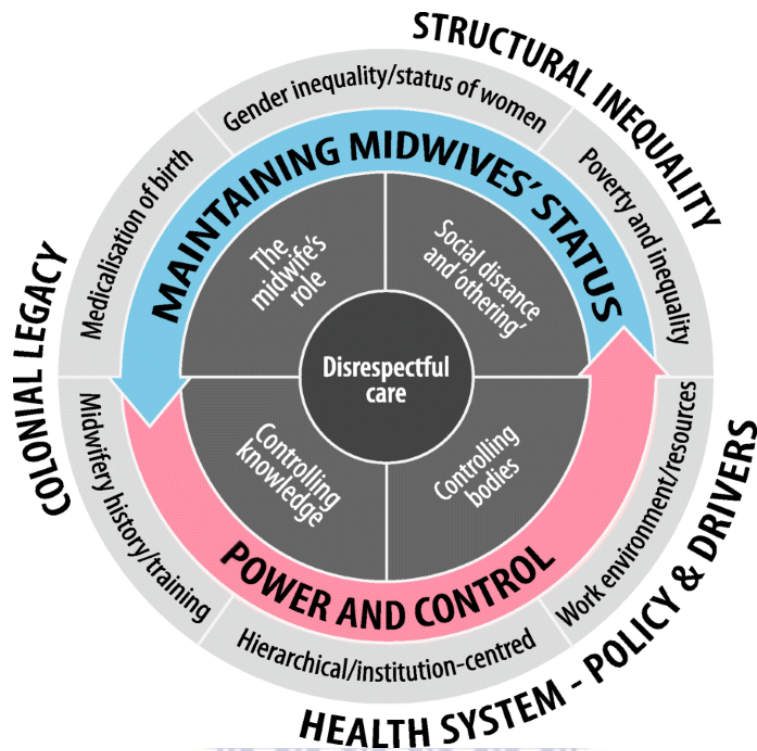 STRUCTURAL INEQUALITY
Gender inequality/status of women
Medicalisation of birth
Poverty and inequality
MAINTAINING MIDWIVES' STATUS
The
midwife's
role
Social distance
and 'othering'
COLONIAL LEGACY
Disrespectful
care
Controlling
knowledge
Controlling
bodies
Midwifery history/training
Work environment/resources
POWER AND CONTROL
Hierarchical/institution-centred
HEALTH SYSTEM - POLICY & DRIVERS